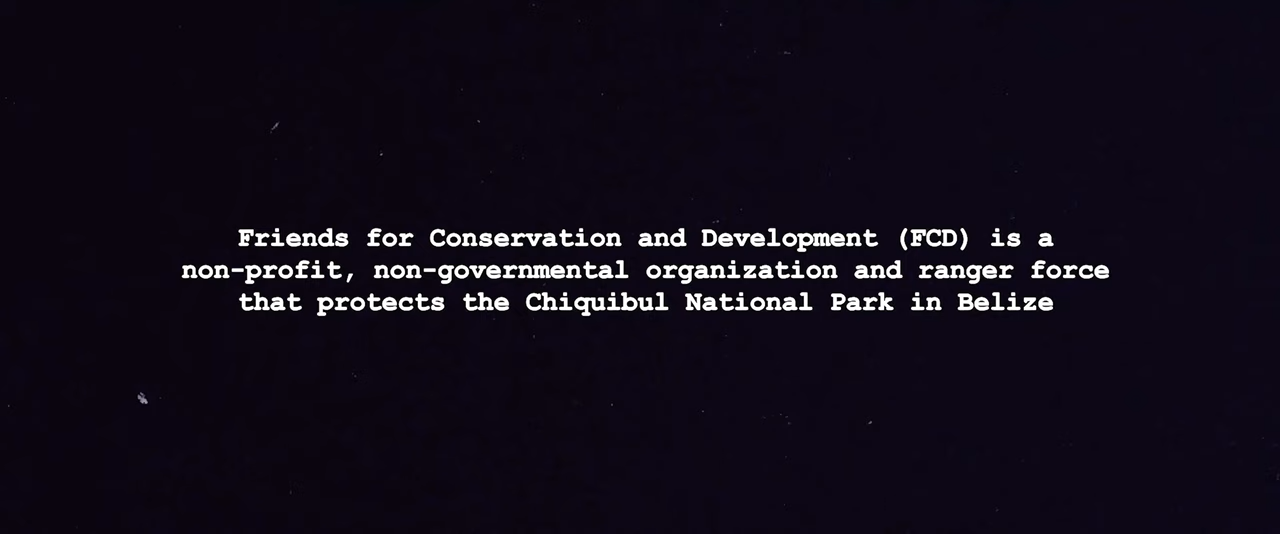 Friends for Conservation and Development (FCD) is a
non-profit, non-governmental organization and ranger force
that protects the Chiquibul National Park in Belize